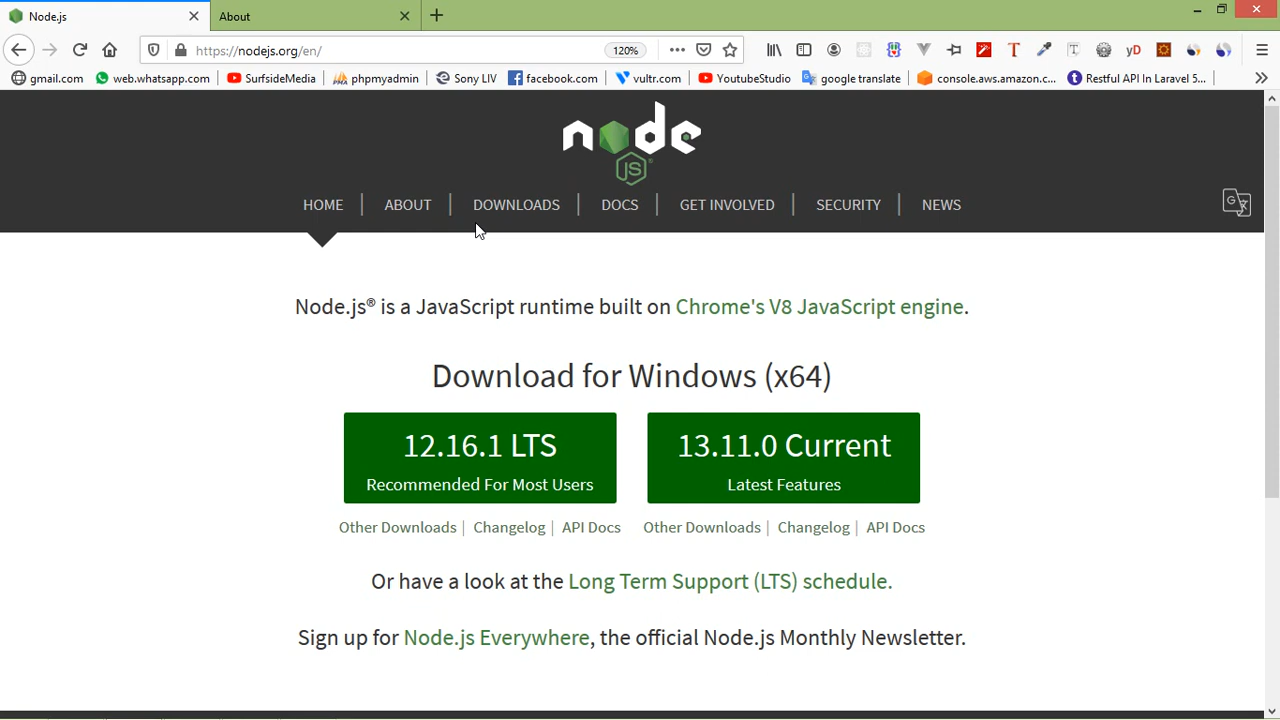 Node.js
About
https://nodejs.org/en/
120%
gmail.com
web.whatsapp.com
SurfsideMedia
phpmyadmin
Sony LIV
facebook.com
vultr.com
YoutubeStudio
google translate
console.aws.amazon.c...
Restful API In Laravel 5...
node
JS
HOME
ABOUT
DOWNLOADS
DOCS
GET INVOLVED
SECURITY
NEWS
Node.js® is a JavaScript runtime built on Chrome's V8 JavaScript engine.
Download for Windows (x64)
12.16.1 LTS
Recommended For Most Users
13.11.0 Current
Latest Features
Other Downloads | Changelog | API Docs
Other Downloads | Changelog | API Docs
Or have a look at the Long Term Support (LTS) schedule.
Sign up for Node.js Everywhere, the official Node.js Monthly Newsletter.